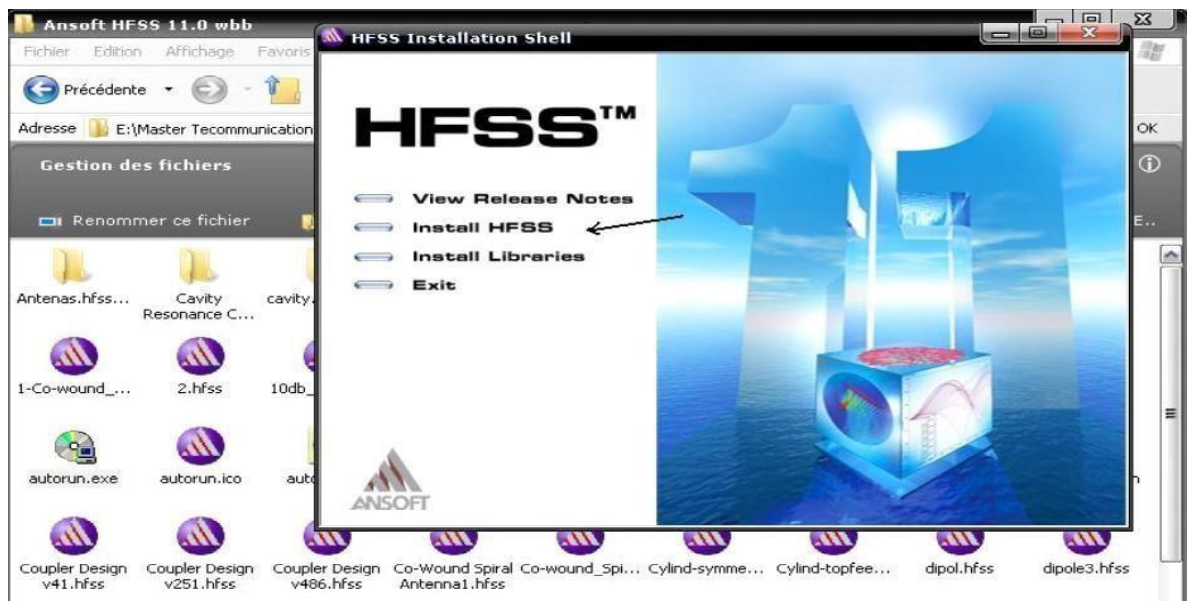 Ansoft HFSS 11.0 wbb
Fichier Edition Affichage Favoris
Précédente
Adresse E:\Master Tecommunication OK
Gestion des fichiers
Renommer ce fichier E..
Antenas.hfss... Cavity Resonance C... cavity.
1-Co-wound_... 2.hfss 10db_
autorun.exe autorun.ico auto
Coupler Design v41.hfss
Coupler Design v251.hfss
Coupler Design v486.hfss
Co-Wound Spiral Antenna1.hfss
Co-wound_Spi...
Cylind-symme...
Cylind-topfee...
dipol.hfss
dipole3.hfss
HFSS Installation Shell
HFSS™
View Release Notes
Install HFSS
Install Libraries
Exit
11
ANSOFT